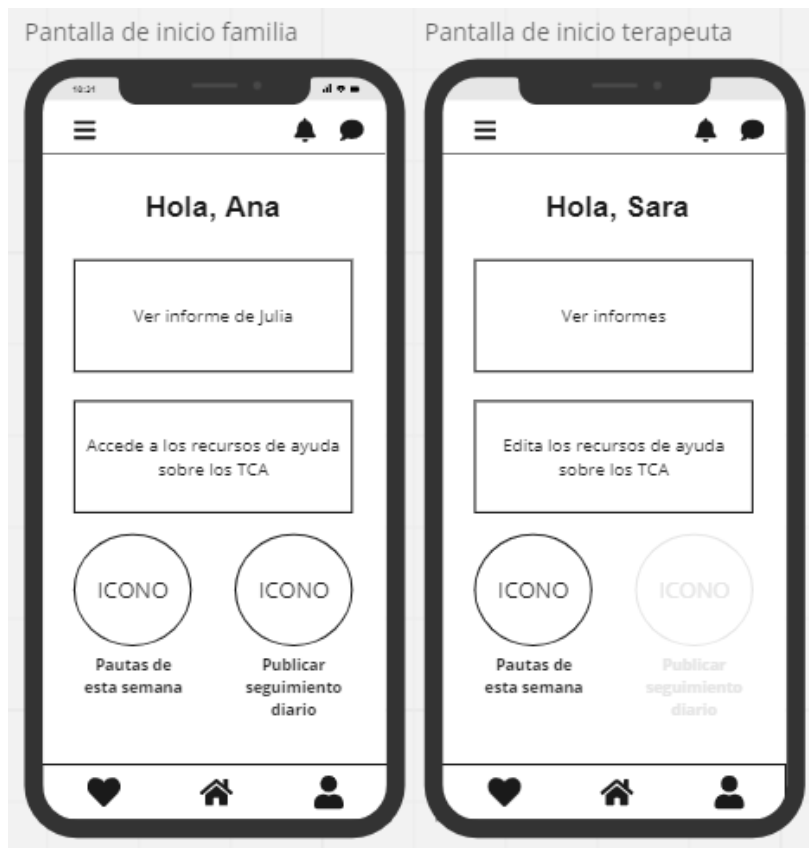 Pantalla de inicio familia
18:21
Hola, Ana
Ver informe de Julia
Accede a los recursos de ayuda
sobre los TCA
ICONO
ICONO
Pautas de
esta semana
Publicar
seguimiento
diario
Pantalla de inicio terapeuta
Hola, Sara
Ver informes
Edita los recursos de ayuda
sobre los TCA
ICONO
ICONO
Pautas de
esta semana
Publicar
seguimiento
diario